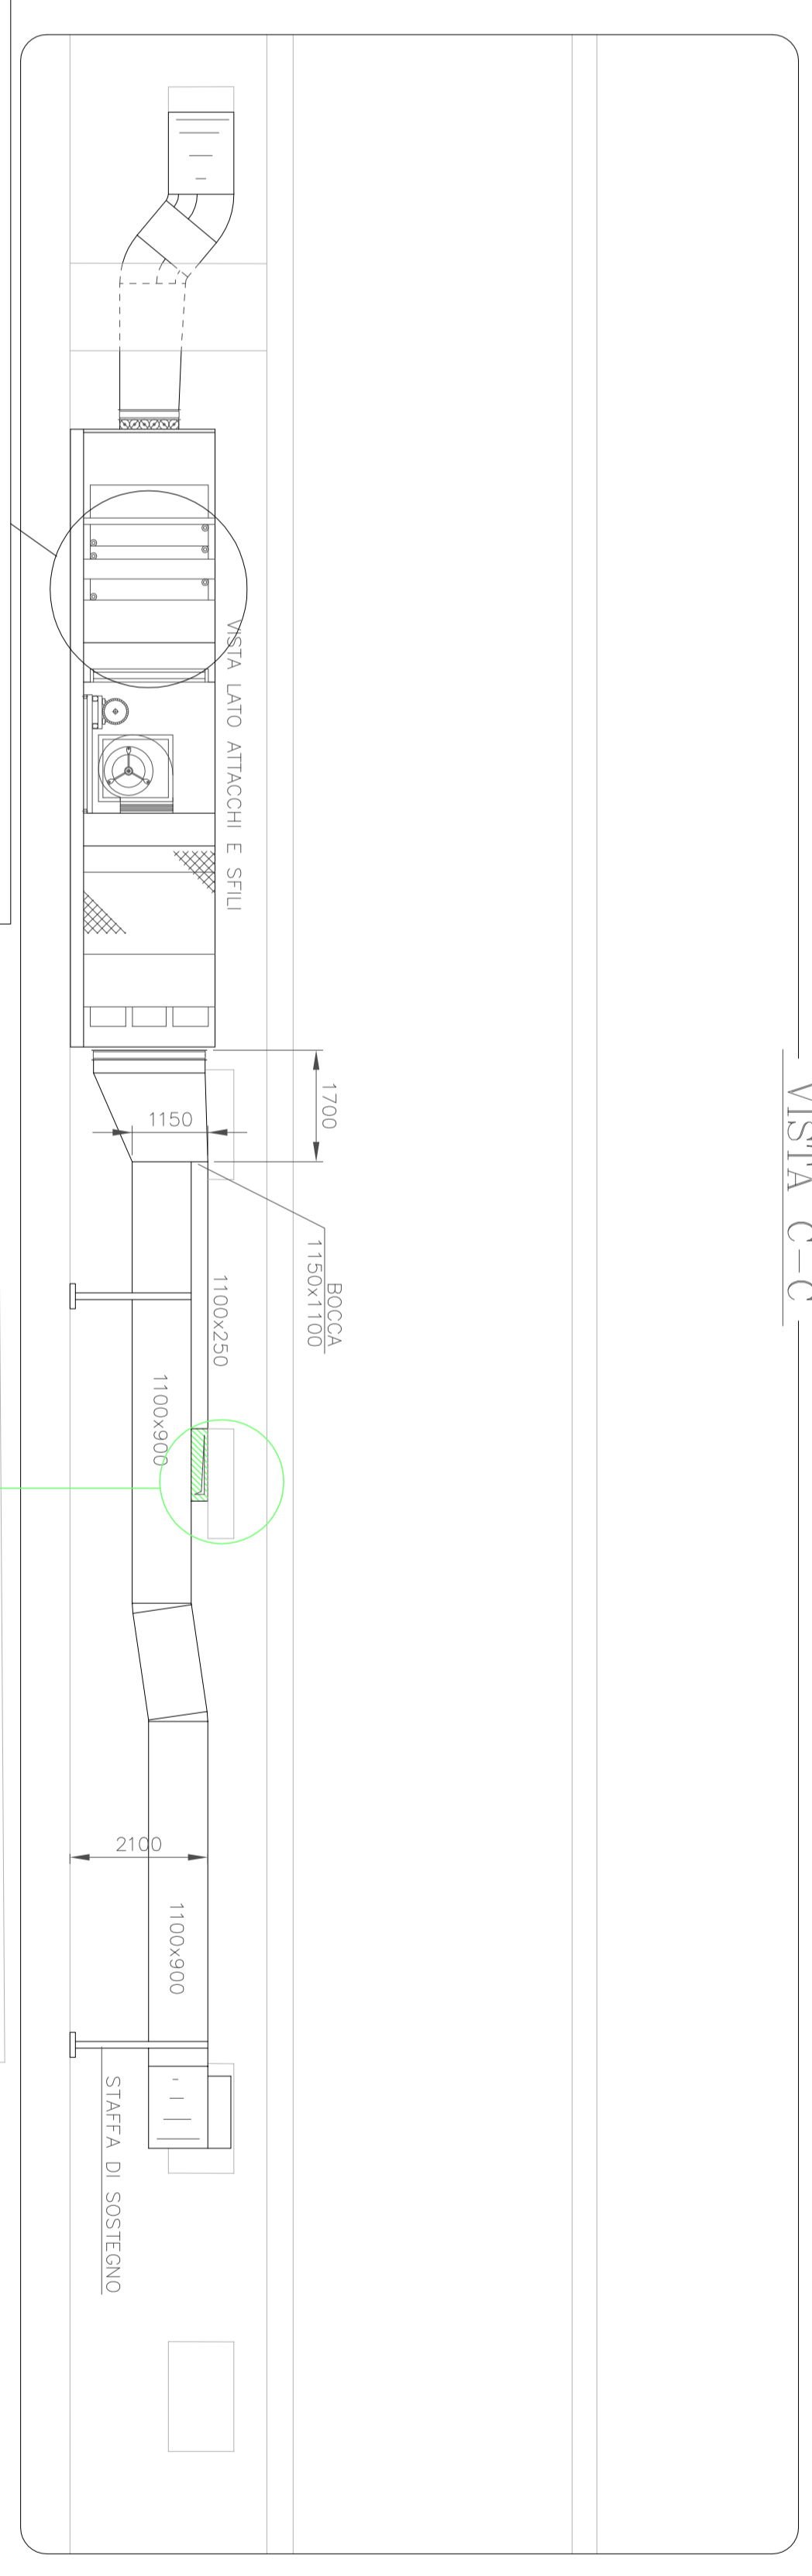 VISTA C-C
VISTA LATO ATTACCHI E SFILI
1700
1150
BOCCA
1150x1100
1100x250
1100x900
2100
1100x900
STAFFA DI SOSTEGNO